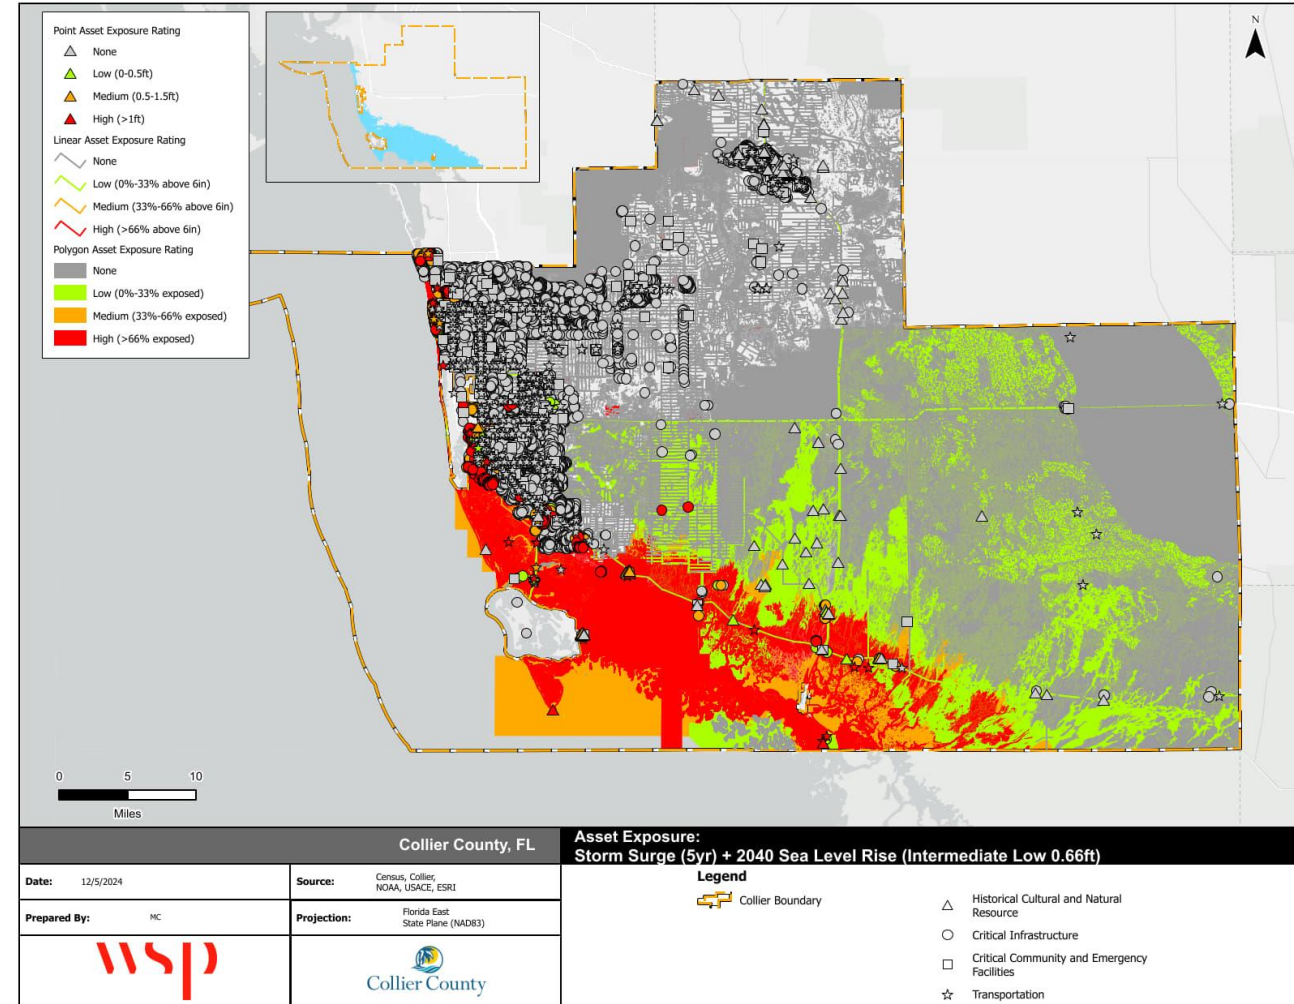 Point Asset Exposure Rating
None
Low (0-0.5ft)
Medium (0.5-1.5ft)
High (>1ft)
Linear Asset Exposure Rating
None
Low (0%-33% above 6in)
Medium (33%-66% above 6in)
High (>66% above 6in)
Polygon Asset Exposure Rating
None
Low (0%-33% exposed)
Medium (33%-66% exposed)
High (>66% exposed)
N
0 5 10
Miles
Collier County, FL
Asset Exposure:
Storm Surge (5yr) + 2040 Sea Level Rise (Intermediate Low 0.66ft)
Date: 12/5/2024
Source: Census, Collier,
NOAA, USACE, ESRI
Prepared By: MC
Projection: Florida East
State Plane (NAD83)
wsp
Collier County
Legend
Collier Boundary
Historical Cultural and Natural
Resource
Critical Infrastructure
Critical Community and Emergency
Facilities
Transportation